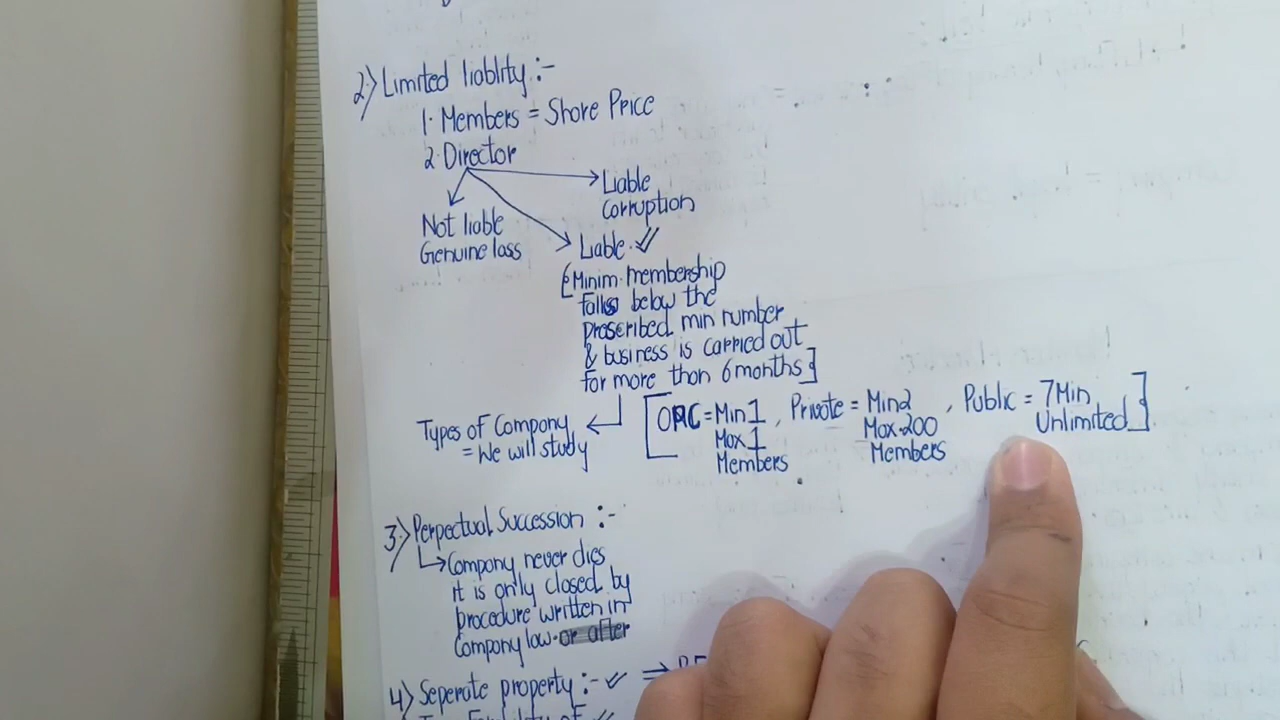 2.) Limited liablity :-
1. Members = Share Price
2. Director
Not liable
Genuine loss
Liable
Corruption
Liable. ✓
[Minim. membership
falls below the
prescribed min number
& business is carried out
for more than 6 months]
Types of Company
= We will study
[OPC = Min 1 , Private = Min 2 , Public = 7 Min
Max 1 Max. 200 Unlimited]
Members Members
3.) Perpectual Succession :-
Company never dies
it is only closed by
procedure written in
Company law. or after
4) Seperate property :- ✓ ⇒